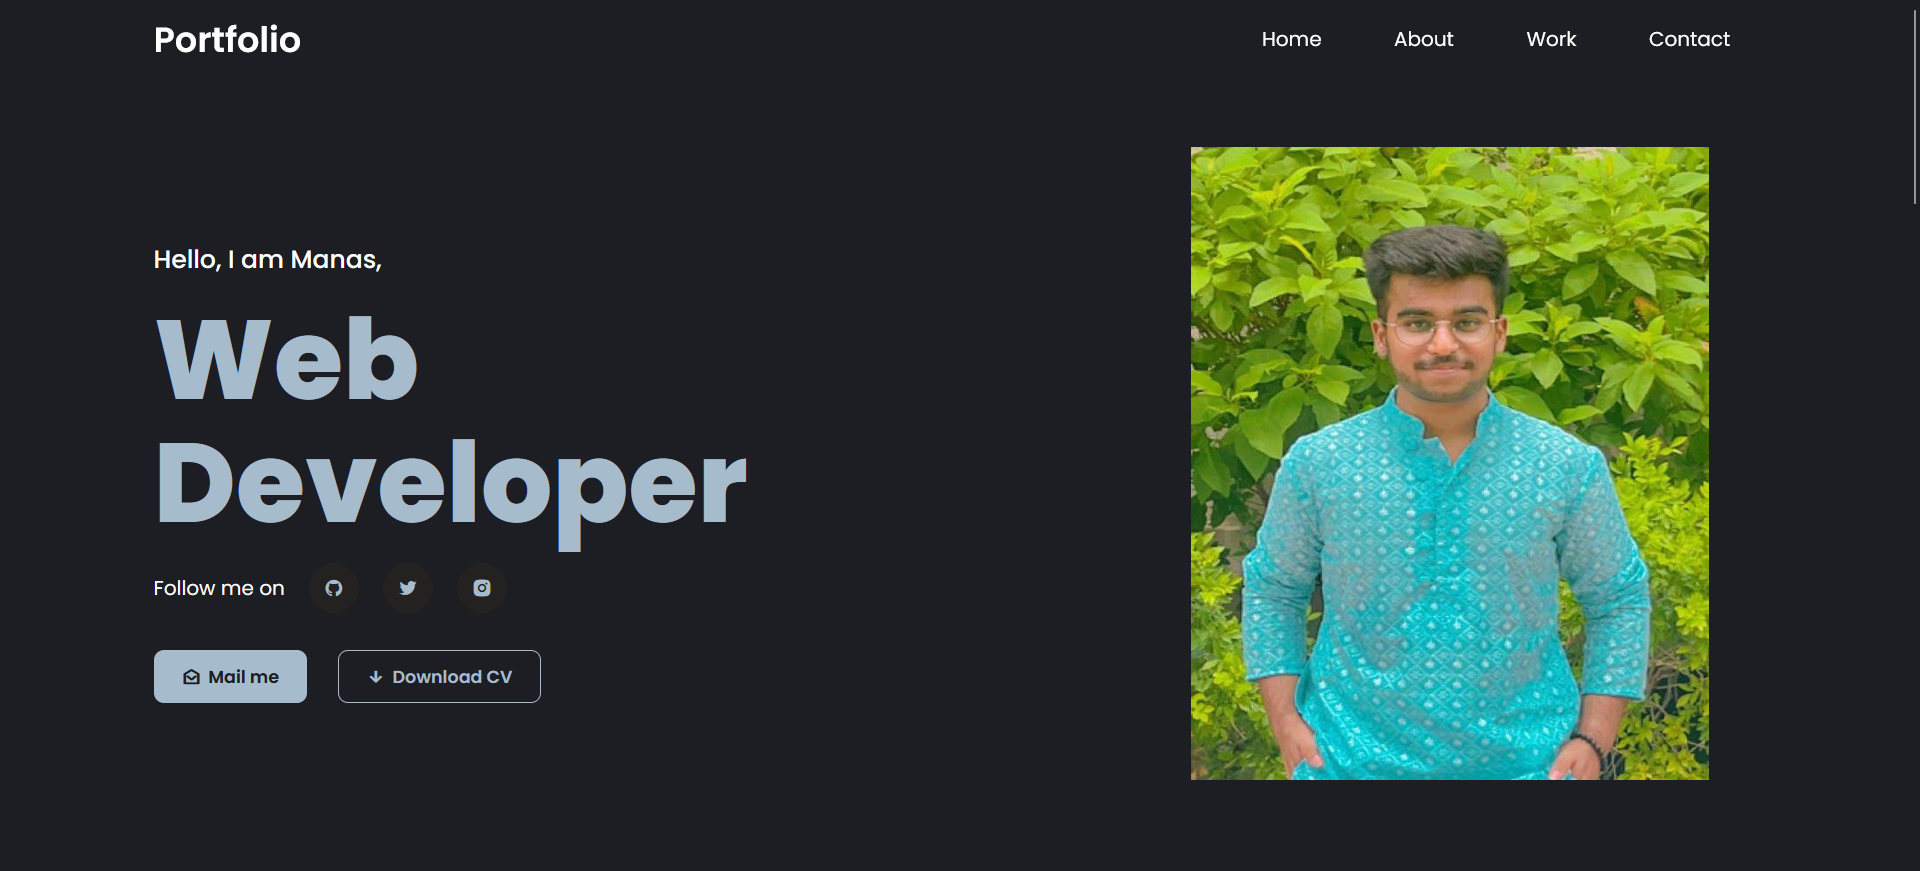 Portfolio
Home About Work Contact
Hello, I am Manas,
Web
Developer
Follow me on
Mail me
Download CV